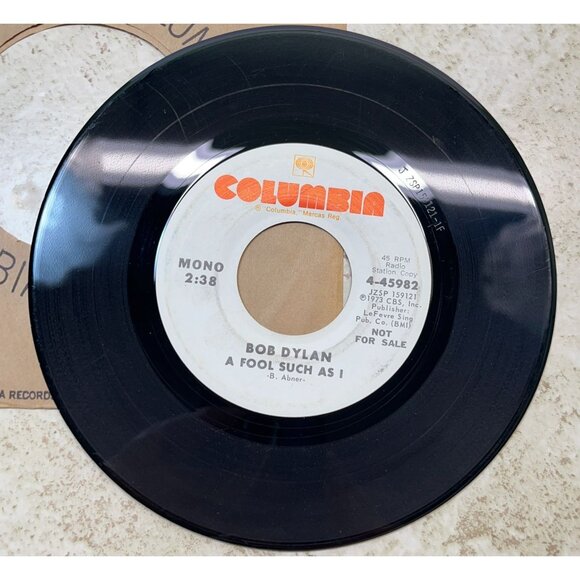 COLUMBIA
® "Columbia," Marcas Reg.
MONO
2:38
45 RPM
Radio
Station Copy
4-45982
JZSP 159121
℗ 1973 CBS, Inc.
Publisher:
LeFevre Sing
Pub. Co. (BMI)
NOT
FOR SALE
BOB DYLAN
A FOOL SUCH AS I
-B. Abner-
A RECORDS